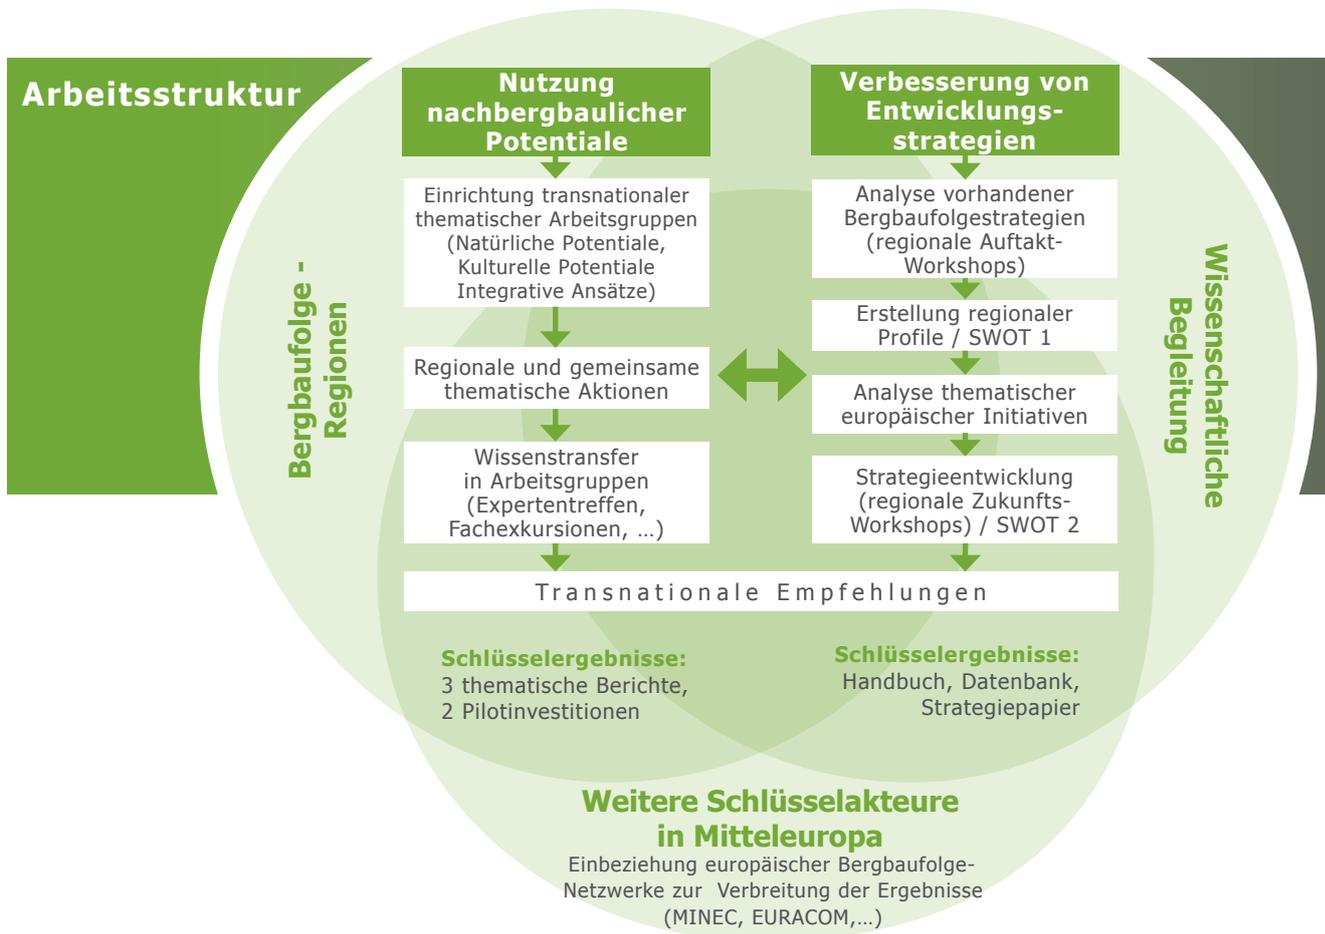 Arbeitsstruktur
Nutzung
nachbergbaulicher
Potentiale
Einrichtung transnationaler
thematischer Arbeitsgruppen
(Natürliche Potentiale,
Kulturelle Potentiale
Integrative Ansätze)
Regionale und gemeinsame
thematische Aktionen
Wissenstransfer
in Arbeitsgruppen
(Expertentreffen,
Fachexkursionen, …)
Verbesserung von
Entwicklungs-
strategien
Analyse vorhandener
Bergbaufolgestrategien
(regionale Auftakt-
Workshops)
Erstellung regionaler
Profile / SWOT 1
Analyse thematischer
europäischer Initiativen
Strategieentwicklung
(regionale Zukunfts-
Workshops) / SWOT 2
Bergbaufolge -
Regionen
Wissenschaftliche
Begleitung
Transnationale Empfehlungen
Schlüsselergebnisse:
3 thematische Berichte,
2 Pilotinvestitionen
Schlüsselergebnisse:
Handbuch, Datenbank,
Strategiepapier
Weitere Schlüsselakteure
in Mitteleuropa
Einbeziehung europäischer Bergbaufolge-
Netzwerke zur Verbreitung der Ergebnisse
(MINEC, EURACOM,…)